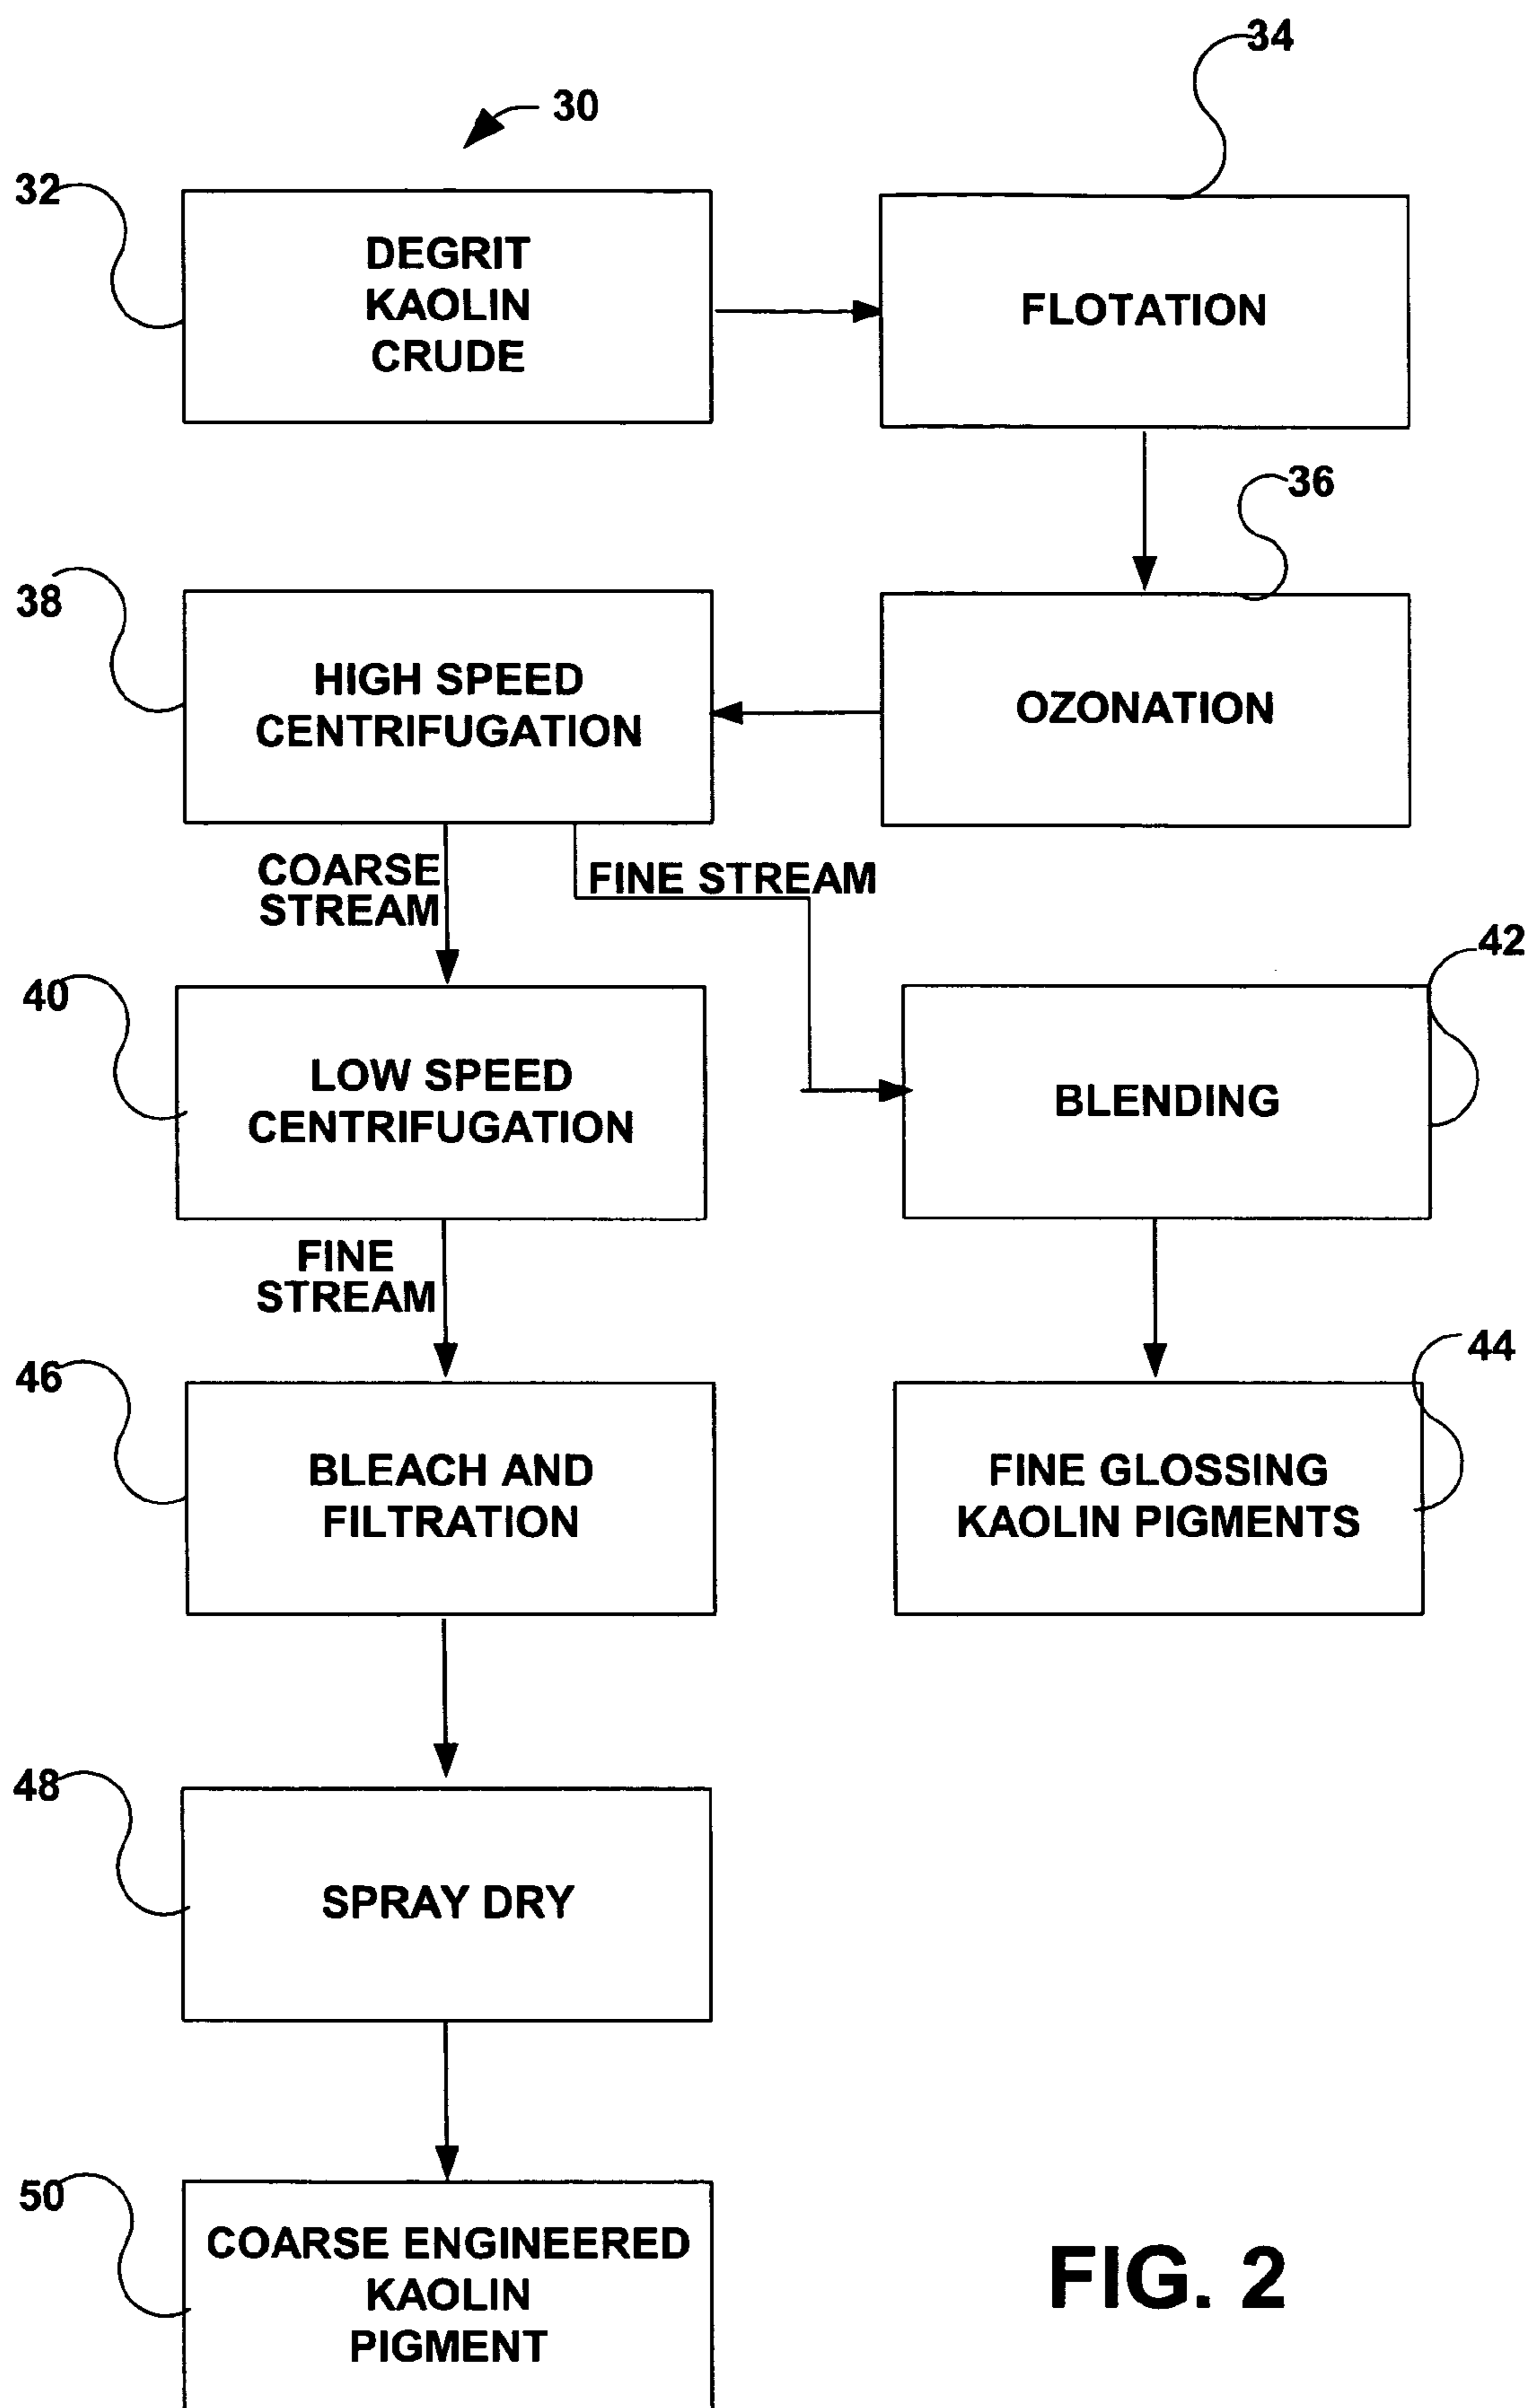 34
30
32
DEGRIT
KAOLIN
CRUDE
FLOTATION
36
38
HIGH SPEED
CENTRIFUGATION
OZONATION
COARSE
STREAM
FINE STREAM
42
40
LOW SPEED
CENTRIFUGATION
BLENDING
FINE
STREAM
44
46
BLEACH AND
FILTRATION
FINE GLOSSING
KAOLIN PIGMENTS
48
SPRAY DRY
50
COARSE ENGINEERED
KAOLIN
PIGMENT
FIG. 2